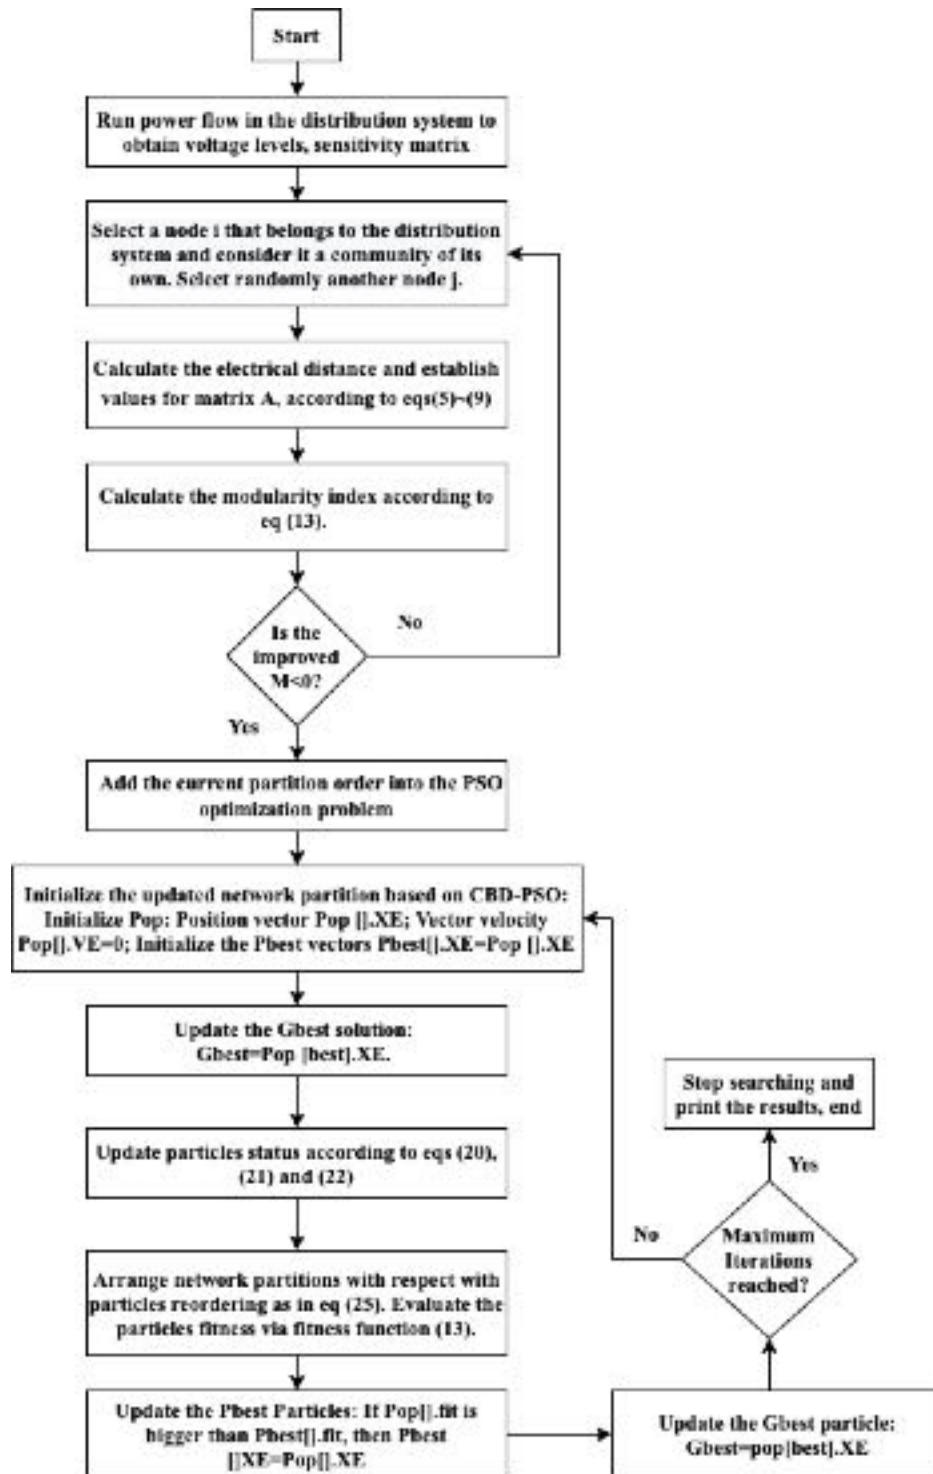 Start
Run power flow in the distribution system to
obtain voltage levels, sensitivity matrix
Select a node i that belongs to the distribution
system and consider it a community of its
own. Select randomly another node j.
Calculate the electrical distance and establish
values for matrix A, according to eqs(5)~(9)
Calculate the modularity index according to
eq (13).
Is the
improved
M<0?
No
Yes
Add the current partition order into the PSO
optimization problem
Initialize the updated network partition based on CBD-PSO:
Initialize Pop: Position vector Pop [].XE; Vector velocity
Pop[].VE=0; Initialize the Pbest vectors Pbest[].XE=Pop [].XE
Update the Gbest solution:
Gbest=Pop [best].XE.
Update particles status according to eqs (20),
(21) and (22)
Arrange network partitions with respect with
particles reordering as in eq (25). Evaluate the
particles fitness via fitness function (13).
Update the Pbest Particles: If Pop[].fit is
bigger than Pbest[].fit, then Pbest
[]XE=Pop[].XE
Update the Gbest particle:
Gbest=pop[best].XE
Maximum
Iterations
reached?
No
Yes
Stop searching and
print the results, end